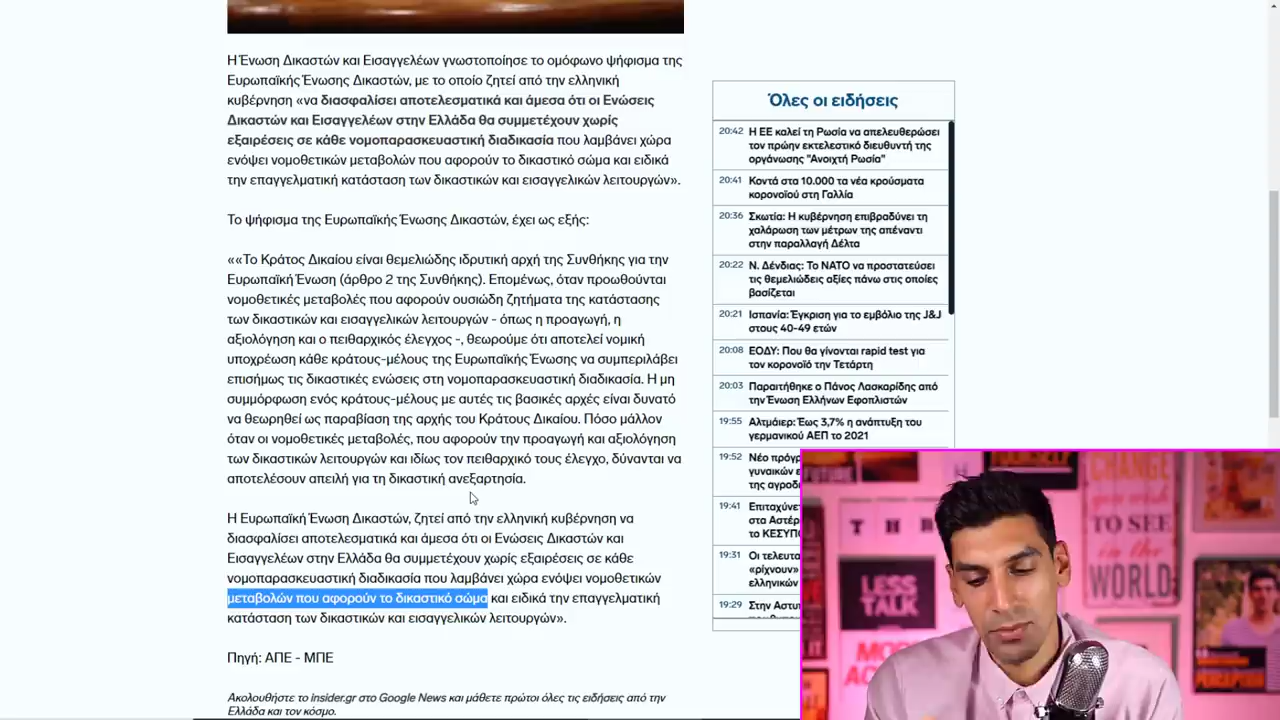 Η Ένωση Δικαστών και Εισαγγελέων γνωστοποίησε το ομόφωνο ψήφισμα της
Ευρωπαϊκής Ένωσης Δικαστών, με το οποίο ζητεί από την ελληνική
κυβέρνηση «να διασφαλίσει αποτελεσματικά και άμεσα ότι οι Ενώσεις
Δικαστών και Εισαγγελέων στην Ελλάδα θα συμμετέχουν χωρίς
εξαιρέσεις σε κάθε νομοπαρασκευαστική διαδικασία που λαμβάνει χώρα
ενόψει νομοθετικών μεταβολών που αφορούν το δικαστικό σώμα και ειδικά
την επαγγελματική κατάσταση των δικαστικών και εισαγγελικών λειτουργών».
Το ψήφισμα της Ευρωπαϊκής Ένωσης Δικαστών, έχει ως εξής:
««Το Κράτος Δικαίου είναι θεμελιώδης ιδρυτική αρχή της Συνθήκης για την
Ευρωπαϊκή Ένωση (άρθρο 2 της Συνθήκης). Επομένως, όταν προωθούνται
νομοθετικές μεταβολές που αφορούν ουσιώδη ζητήματα της κατάστασης
των δικαστικών και εισαγγελικών λειτουργών - όπως η προαγωγή, η
αξιολόγηση και ο πειθαρχικός έλεγχος -, θεωρούμε ότι αποτελεί νομική
υποχρέωση κάθε κράτους-μέλους της Ευρωπαϊκής Ένωσης να συμπεριλάβει
επισήμως τις δικαστικές ενώσεις στη νομοπαρασκευαστική διαδικασία. Η μη
συμμόρφωση ενός κράτους-μέλους με αυτές τις βασικές αρχές είναι δυνατό
να θεωρηθεί ως παραβίαση της αρχής του Κράτους Δικαίου. Πόσο μάλλον
όταν οι νομοθετικές μεταβολές, που αφορούν την προαγωγή και αξιολόγηση
των δικαστικών λειτουργών και ιδίως τον πειθαρχικό τους έλεγχο, δύνανται να
αποτελέσουν απειλή για τη δικαστική ανεξαρτησία.
Η Ευρωπαϊκή Ένωση Δικαστών, ζητεί από την ελληνική κυβέρνηση να
διασφαλίσει αποτελεσματικά και άμεσα ότι οι Ενώσεις Δικαστών και
Εισαγγελέων στην Ελλάδα θα συμμετέχουν χωρίς εξαιρέσεις σε κάθε
νομοπαρασκευαστική διαδικασία που λαμβάνει χώρα ενόψει νομοθετικών
μεταβολών που αφορούν το δικαστικό σώμα και ειδικά την επαγγελματική
κατάσταση των δικαστικών και εισαγγελικών λειτουργών».
Πηγή: ΑΠΕ - ΜΠΕ
Ακολουθήστε το insider.gr στο Google News και μάθετε πρώτοι όλες τις ειδήσεις από την
Ελλάδα και τον κόσμο.
Όλες οι ειδήσεις
20:42 Η ΕΕ καλεί τη Ρωσία να απελευθερώσει
τον πρώην εκτελεστικό διευθυντή της
οργάνωσης "Ανοιχτή Ρωσία"
20:41 Κοντά στα 10.000 τα νέα κρούσματα
κορονοϊού στη Γαλλία
20:36 Σκωτία: Η κυβέρνηση επιβραδύνει τη
χαλάρωση των μέτρων της απέναντι
στην παραλλαγή Δέλτα
20:22 Ν. Δένδιας: Το ΝΑΤΟ να προστατεύσει
τις θεμελιώδεις αξίες πάνω στις οποίες
βασίζεται
20:21 Ισπανία: Έγκριση για το εμβόλιο της J&J
στους 40-49 ετών
20:08 ΕΟΔΥ: Που θα γίνονται rapid test για
τον κορονοϊό την Τετάρτη
20:03 Παραιτήθηκε ο Πάνος Λασκαρίδης από
την Ένωση Ελλήνων Εφοπλιστών
19:55 Αλτμάιερ: Έως 3,7% η ανάπτυξη του
γερμανικού ΑΕΠ το 2021
19:52 Νέο
γυναικών
της
19:41
στα
το
19:31 Οι
«ρίχνουν»
ελληνικών
19:29 Στην
THE
LESS
TALK
CHANGE
you wish
TO SEE
in the
WORLD